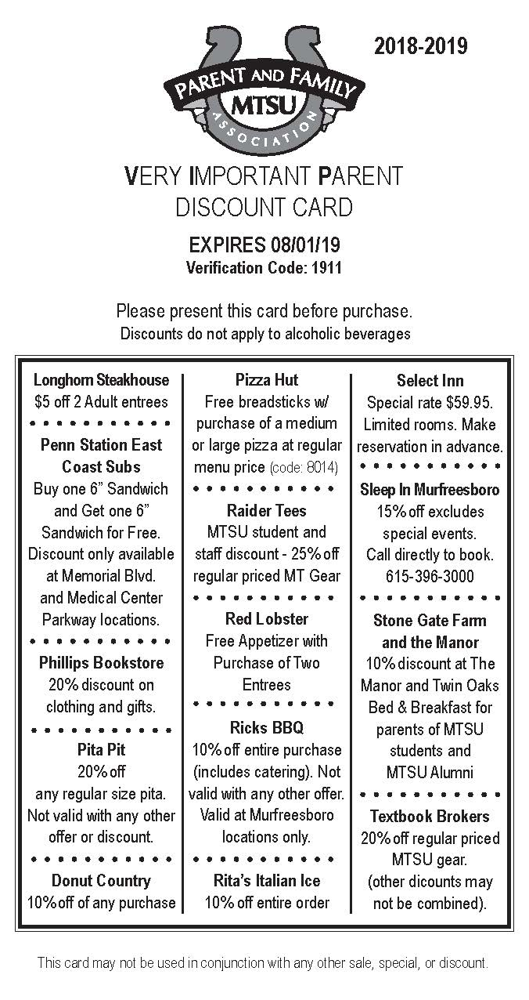 2018-2019
PARENT AND FAMILY
MTSU
ASSOCIATION
VERY IMPORTANT PARENT
DISCOUNT CARD
EXPIRES 08/01/19
Verification Code: 1911
Please present this card before purchase.
Discounts do not apply to alcoholic beverages
Longhorn Steakhouse
$5 off 2 Adult entrees
Penn Station East
Coast Subs
Buy one 6” Sandwich
and Get one 6”
Sandwich for Free.
Discount only available
at Memorial Blvd.
and Medical Center
Parkway locations.
Phillips Bookstore
20% discount on
clothing and gifts.
Pita Pit
20% off
any regular size pita.
Not valid with any other
offer or discount.
Donut Country
10% off of any purchase
Pizza Hut
Free breadsticks w/
purchase of a medium
or large pizza at regular
menu price (code: 8014)
Raider Tees
MTSU student and
staff discount - 25% off
regular priced MT Gear
Red Lobster
Free Appetizer with
Purchase of Two
Entrees
Ricks BBQ
10% off entire purchase
(includes catering). Not
valid with any other offer.
Valid at Murfreesboro
locations only.
Rita’s Italian Ice
10% off entire order
Select Inn
Special rate $59.95.
Limited rooms. Make
reservation in advance.
Sleep In Murfreesboro
15% off excludes
special events.
Call directly to book.
615-396-3000
Stone Gate Farm
and the Manor
10% discount at The
Manor and Twin Oaks
Bed & Breakfast for
parents of MTSU
students and
MTSU Alumni
Textbook Brokers
20% off regular priced
MTSU gear.
(other dicounts may
not be combined).
This card may not be used in conjunction with any other sale, special, or discount.